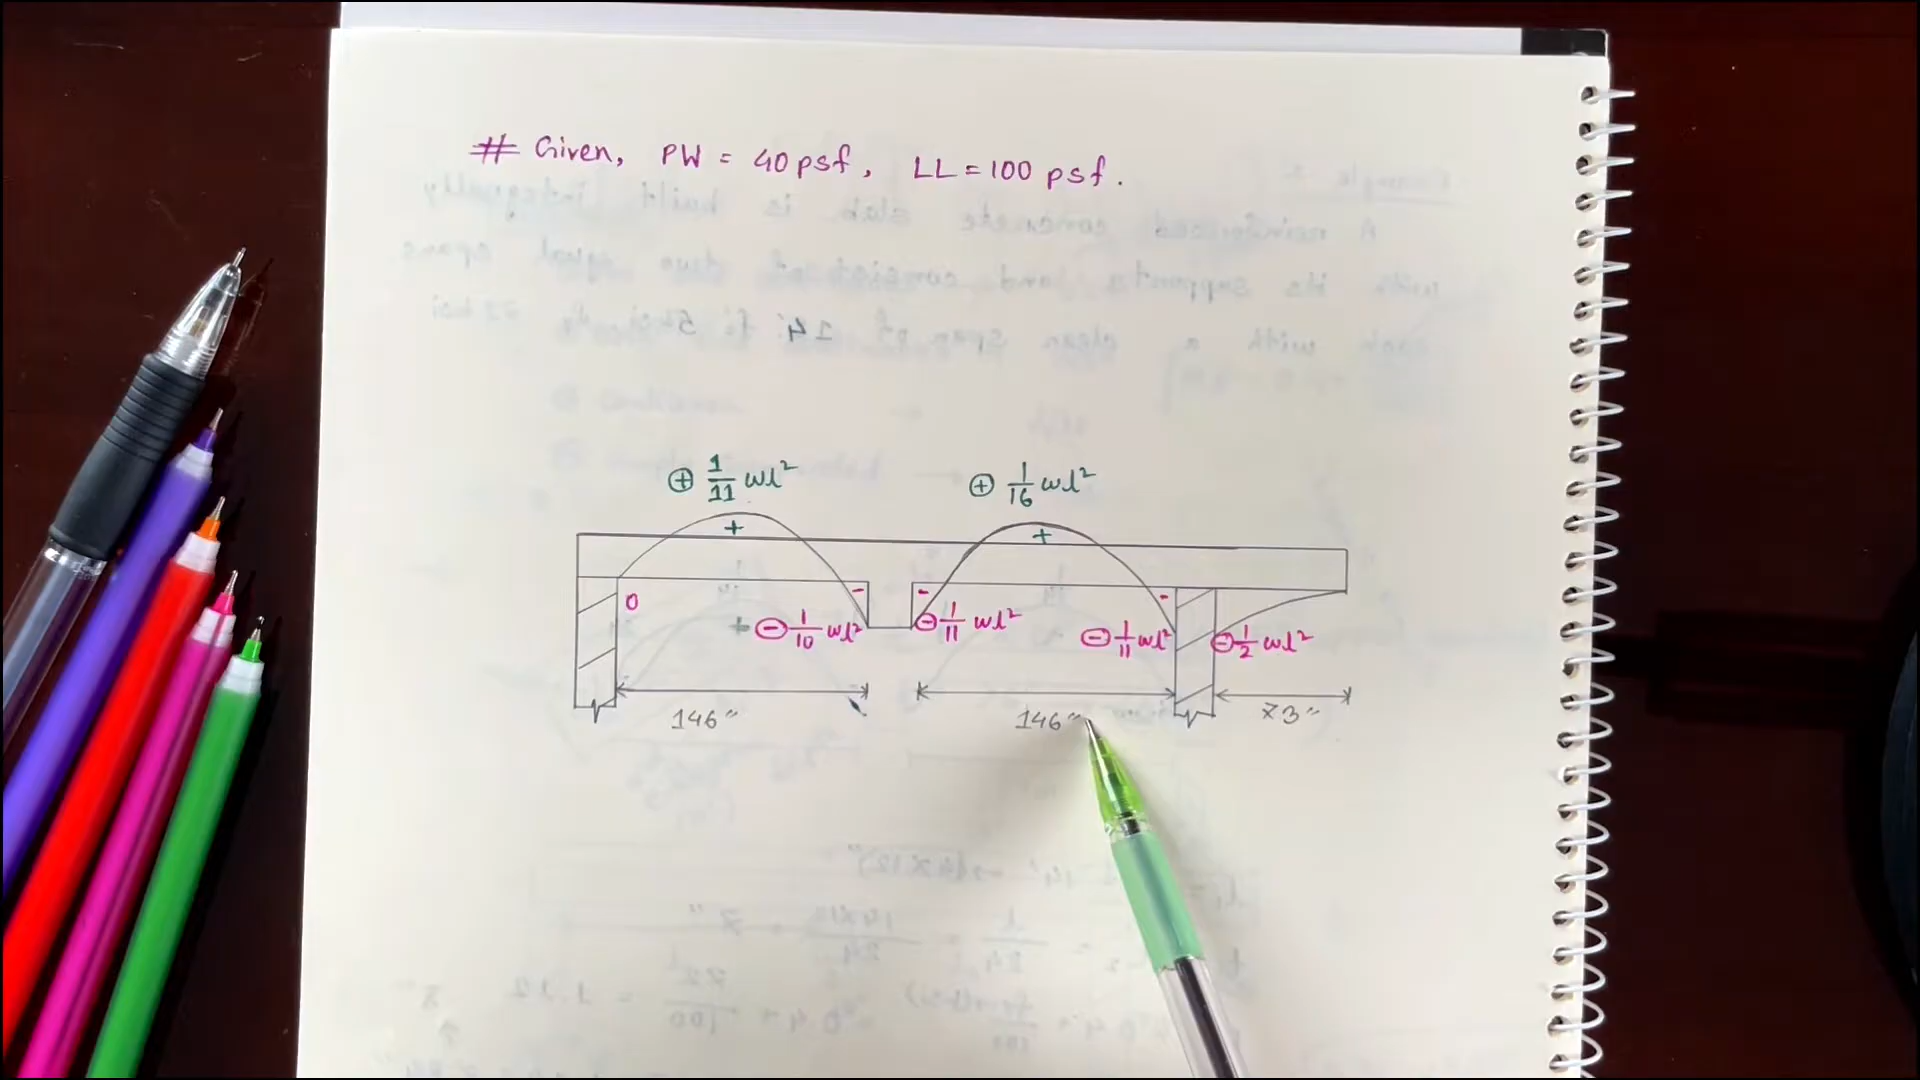 # Given, PW = 40 psf, LL = 100 psf.
⊕ 1/11 wl² ⊕ 1/16 wl²
+ +
0 - - -
⊖ 1/10 wl² ⊖ 1/11 wl² ⊖ 1/11 wl² ⊖ 1/2 wl²
146" 146" 73"